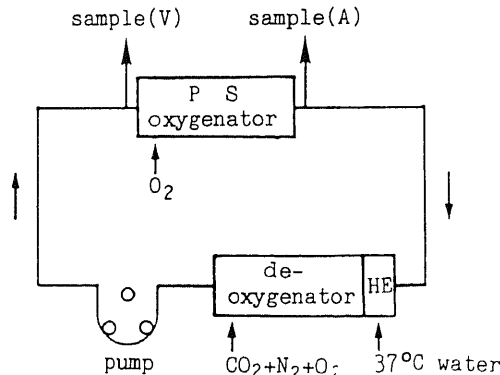 sample(V)
sample(A)
P S
oxygenator
O₂
de-
oxygenator
HE
pump
CO₂+N₂+O₂
37°C water